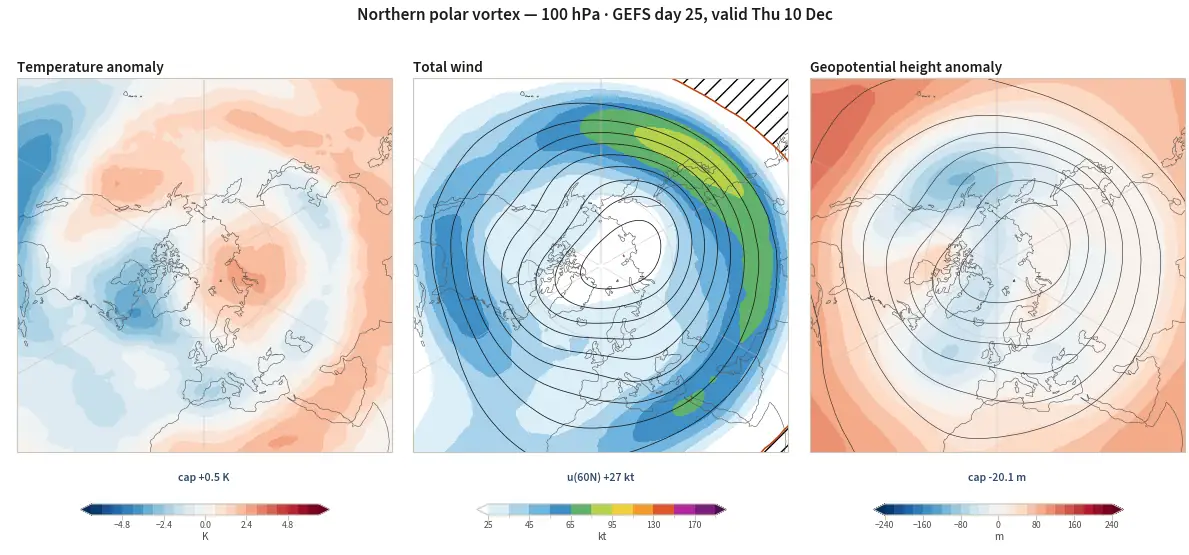 Northern polar vortex — 100 hPa · GEFS day 25, valid Thu 10 Dec
Temperature anomaly
Total wind
Geopotential height anomaly
cap +0.5 K
u(60N) +27 kt
cap -20.1 m
−4.8 −2.4 0.0 2.4 4.8
K
25 45 65 95 130 170
kt
−240 −160 −80 0 80 160 240
m